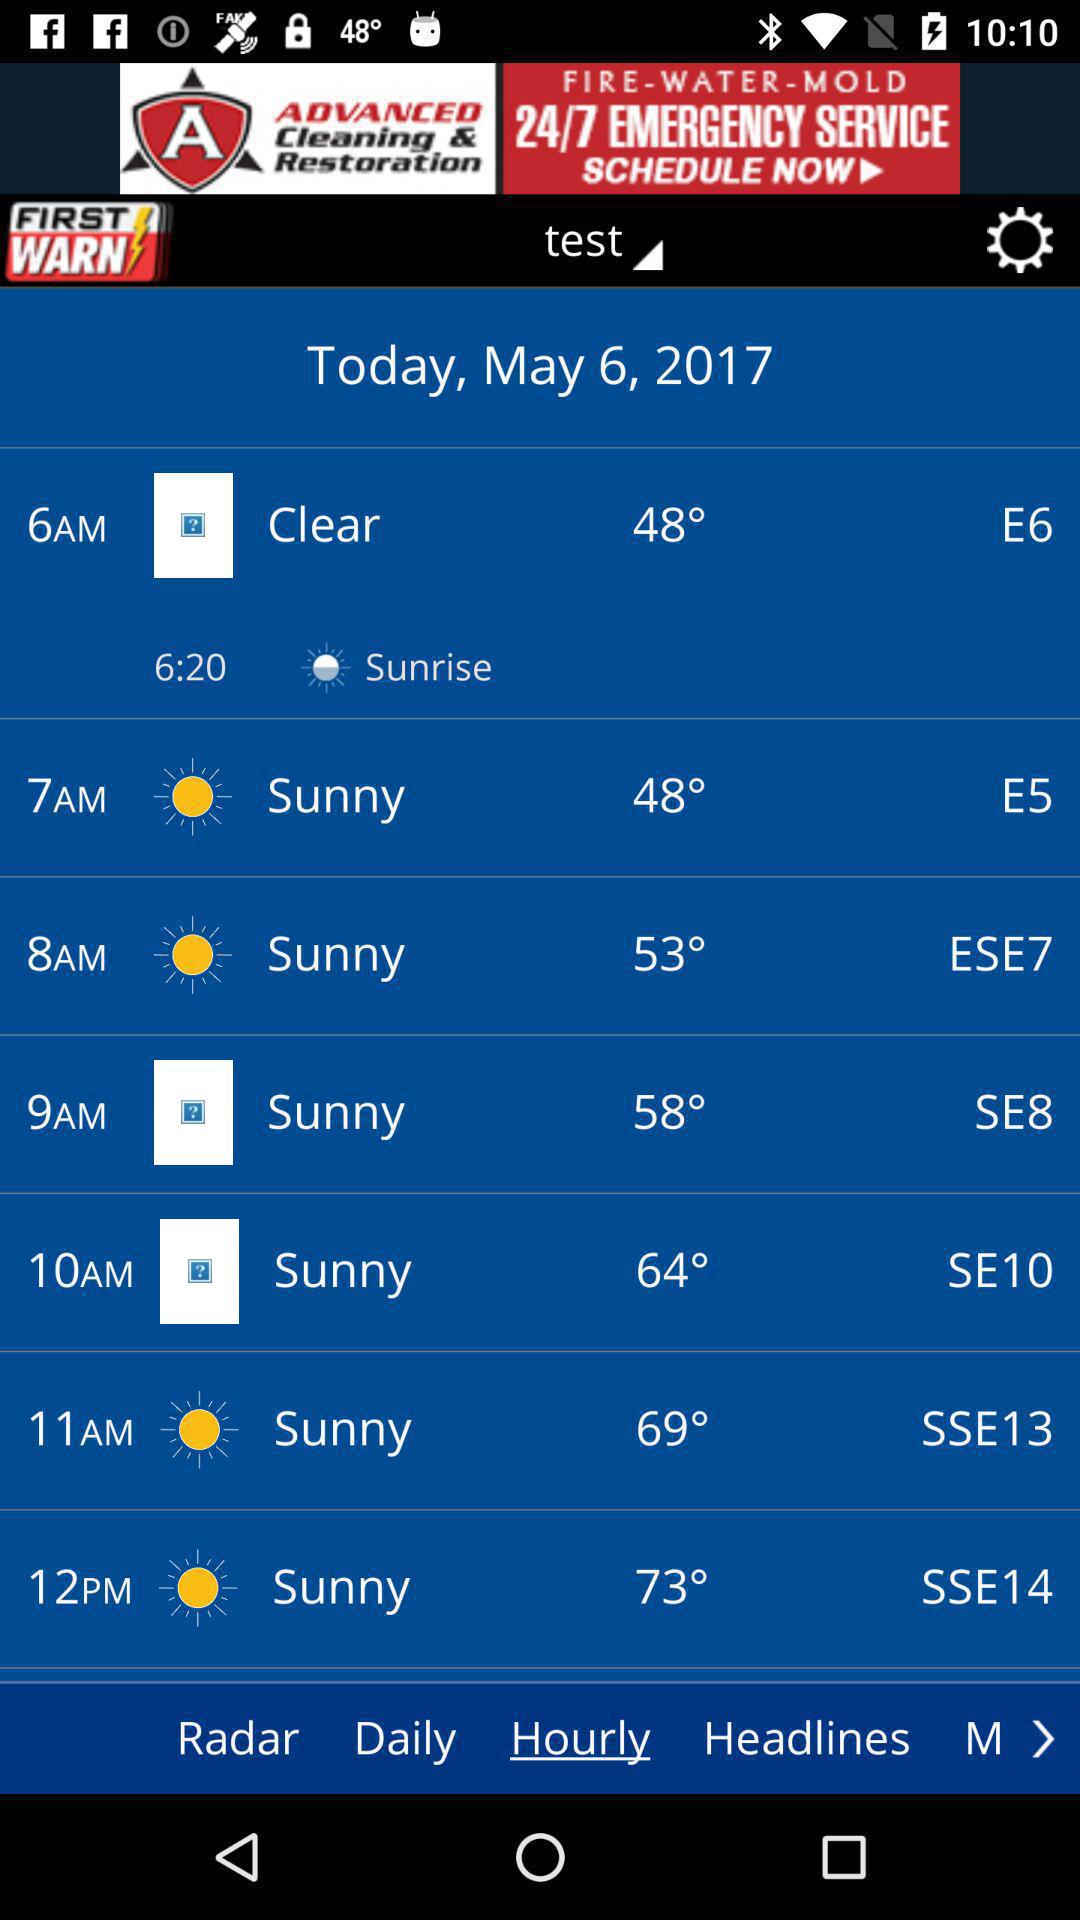 FAKE 48° 10:10
A ADVANCED Cleaning & Restoration
FIRE-WATER-MOLD
24/7 EMERGENCY SERVICE
SCHEDULE NOW
FIRST
WARN
test
Today, May 6, 2017
6AM Clear 48° E6
6:20 Sunrise
7AM Sunny 48° E5
8AM Sunny 53° ESE7
9AM Sunny 58° SE8
10AM Sunny 64° SE10
11AM Sunny 69° SSE13
12PM Sunny 73° SSE14
Radar Daily Hourly Headlines M